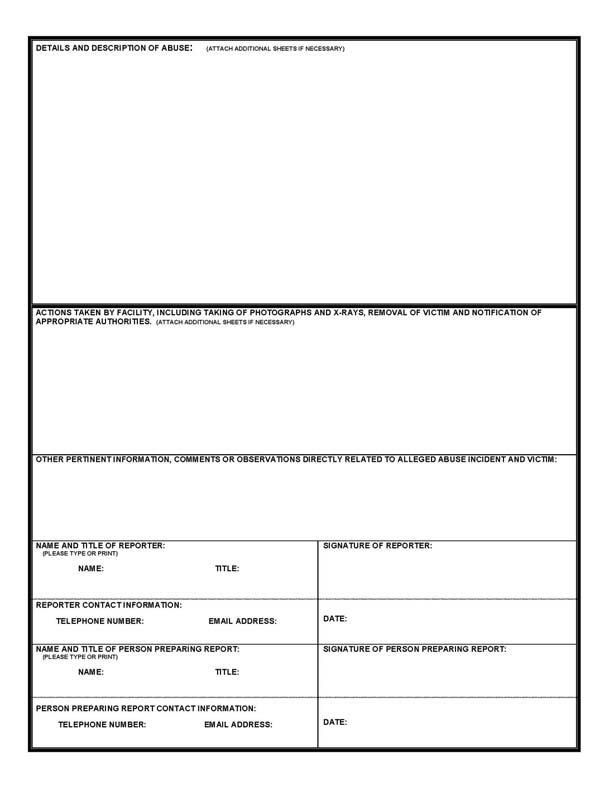 DETAILS AND DESCRIPTION OF ABUSE: (ATTACH ADDITIONAL SHEETS IF NECESSARY)
ACTIONS TAKEN BY FACILITY, INCLUDING TAKING OF PHOTOGRAPHS AND X-RAYS, REMOVAL OF VICTIM AND NOTIFICATION OF
APPROPRIATE AUTHORITIES. (ATTACH ADDITIONAL SHEETS IF NECESSARY)
OTHER PERTINENT INFORMATION, COMMENTS OR OBSERVATIONS DIRECTLY RELATED TO ALLEGED ABUSE INCIDENT AND VICTIM:
NAME AND TITLE OF REPORTER:
(PLEASE TYPE OR PRINT)
NAME: TITLE:
SIGNATURE OF REPORTER:
REPORTER CONTACT INFORMATION:
TELEPHONE NUMBER: EMAIL ADDRESS:
DATE:
NAME AND TITLE OF PERSON PREPARING REPORT:
(PLEASE TYPE OR PRINT)
NAME: TITLE:
SIGNATURE OF PERSON PREPARING REPORT:
PERSON PREPARING REPORT CONTACT INFORMATION:
TELEPHONE NUMBER: EMAIL ADDRESS:
DATE: